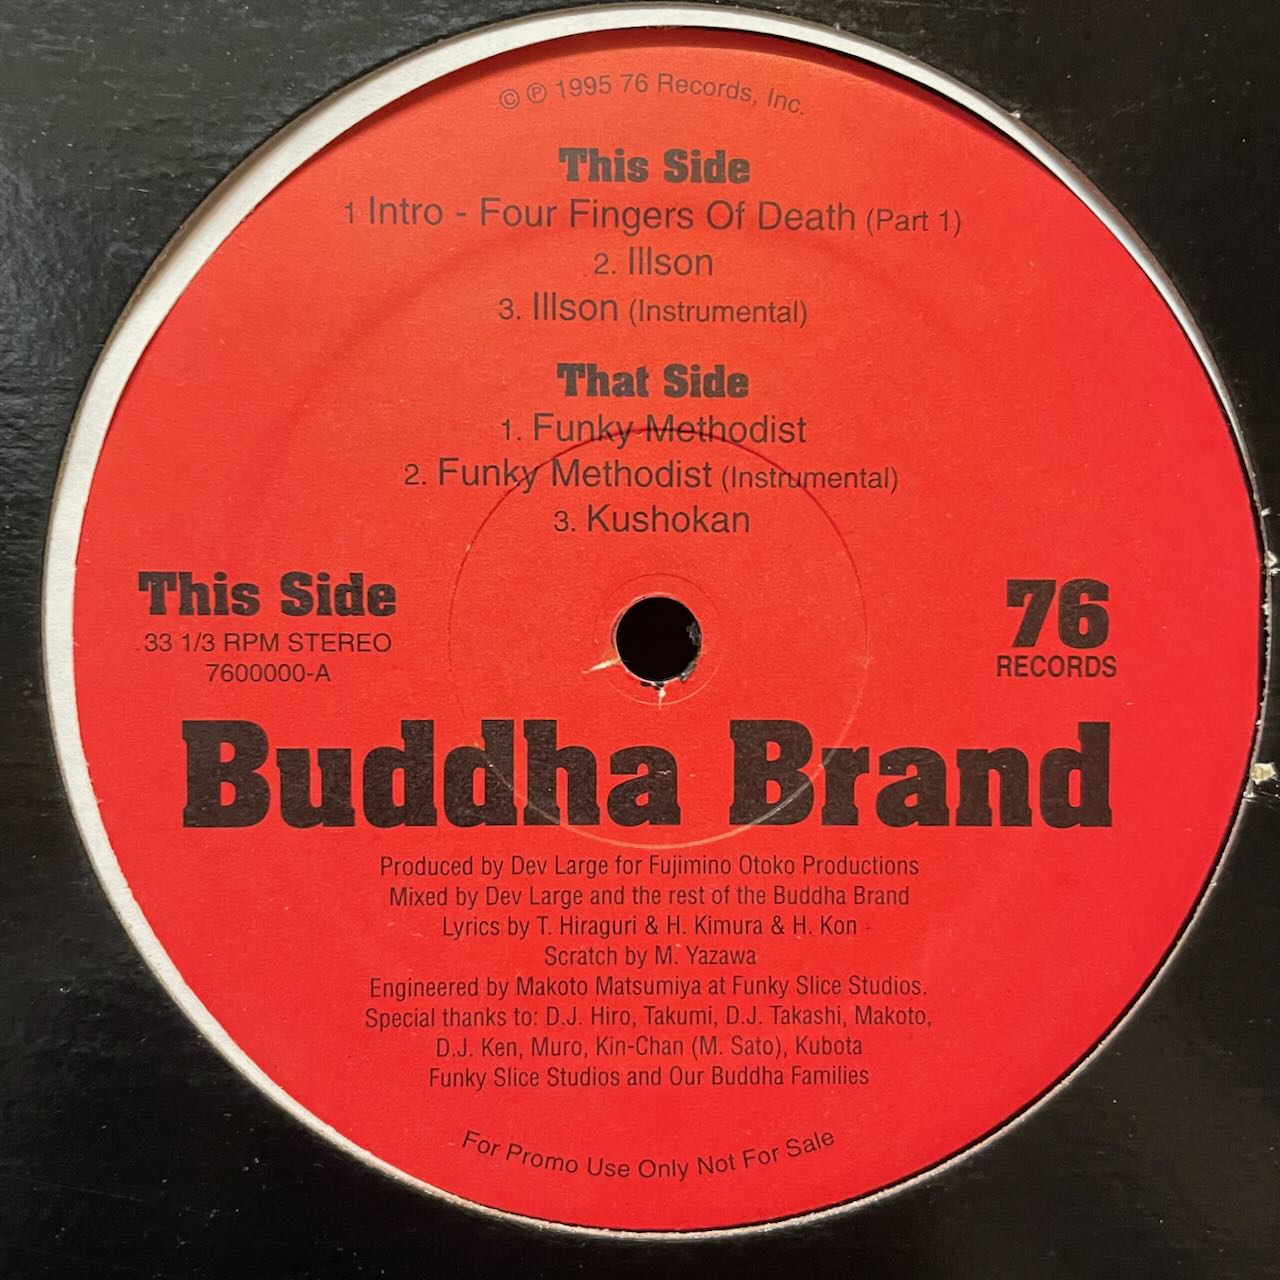 © ℗ 1995 76 Records, Inc.
This Side
1 Intro - Four Fingers Of Death (Part 1)
2. Illson
3. Illson (Instrumental)
That Side
1. Funky Methodist
2. Funky Methodist (Instrumental)
3. Kushokan
This Side
33 1/3 RPM STEREO
7600000-A
76
RECORDS
Buddha Brand
Produced by Dev Large for Fujimino Otoko Productions
Mixed by Dev Large and the rest of the Buddha Brand
Lyrics by T. Hiraguri & H. Kimura & H. Kon
Scratch by M. Yazawa
Engineered by Makoto Matsumiya at Funky Slice Studios.
Special thanks to: D.J. Hiro, Takumi, D.J. Takashi, Makoto,
D.J. Ken, Muro, Kin-Chan (M. Sato), Kubota
Funky Slice Studios and Our Buddha Families
For Promo Use Only Not For Sale